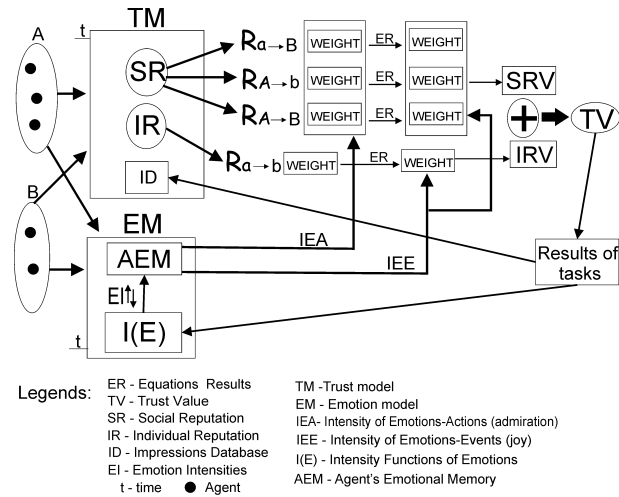 TM
A
t
SR
IR
ID
Ra→B
RA→b
RA→B
Ra→b
WEIGHT
ER
WEIGHT
WEIGHT
ER
WEIGHT
WEIGHT
ER
WEIGHT
WEIGHT
ER
WEIGHT
SRV
+
TV
IRV
B
EM
AEM
EI
I(E)
t
IEA
IEE
Results of
tasks
Legends:
ER - Equations Results
TV - Trust Value
SR - Social Reputation
IR - Individual Reputation
ID - Impressions Database
EI - Emotion Intensities
t - time
Agent
TM -Trust model
EM - Emotion model
IEA- Intensity of Emotions-Actions (admiration)
IEE - Intensity of Emotions-Events (joy)
I(E) - Intensity Functions of Emotions
AEM - Agent's Emotional Memory